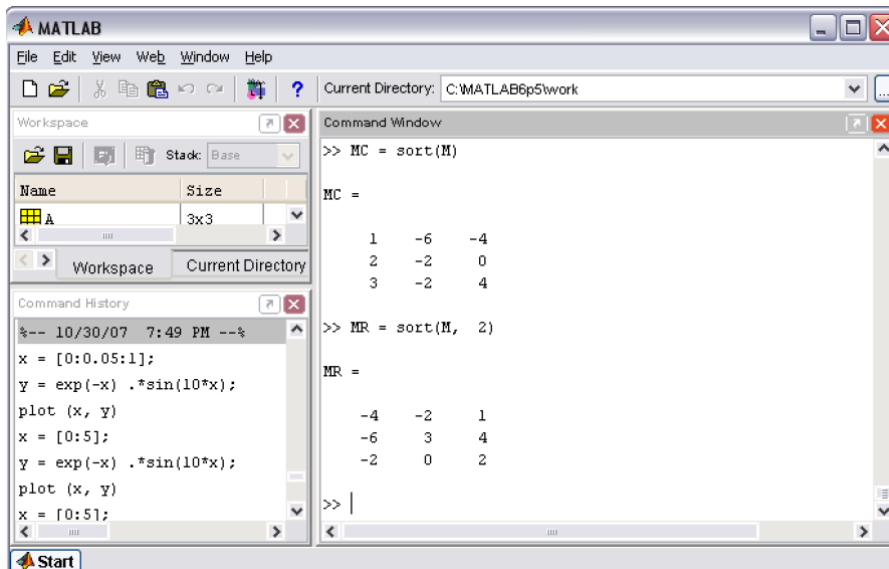 MATLAB
File Edit View Web Window Help
? Current Directory: C:\MATLAB6p5\work ...
Workspace
Stack: Base
Name Size
A 3x3
Workspace Current Directory
Command History
%-- 10/30/07 7:49 PM --%
x = [0:0.05:1];
y = exp(-x) .*sin(10*x);
plot (x, y)
x = [0:5];
y = exp(-x) .*sin(10*x);
plot (x, y)
x = [0:5];
Command Window
>> MC = sort(M)
MC =
1 -6 -4
2 -2 0
3 -2 4
>> MR = sort(M, 2)
MR =
-4 -2 1
-6 3 4
-2 0 2
>>
Start